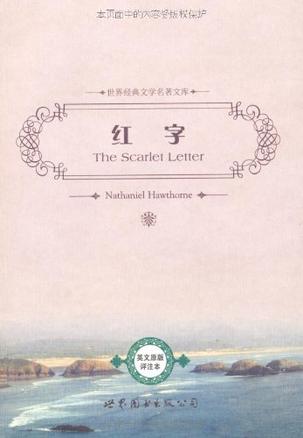 本页面中的内容受版权保护
世界经典文学名著文库
红字
The Scarlet Letter
Nathaniel Hawthorne
英文原版
评注本
世界图书出版公司